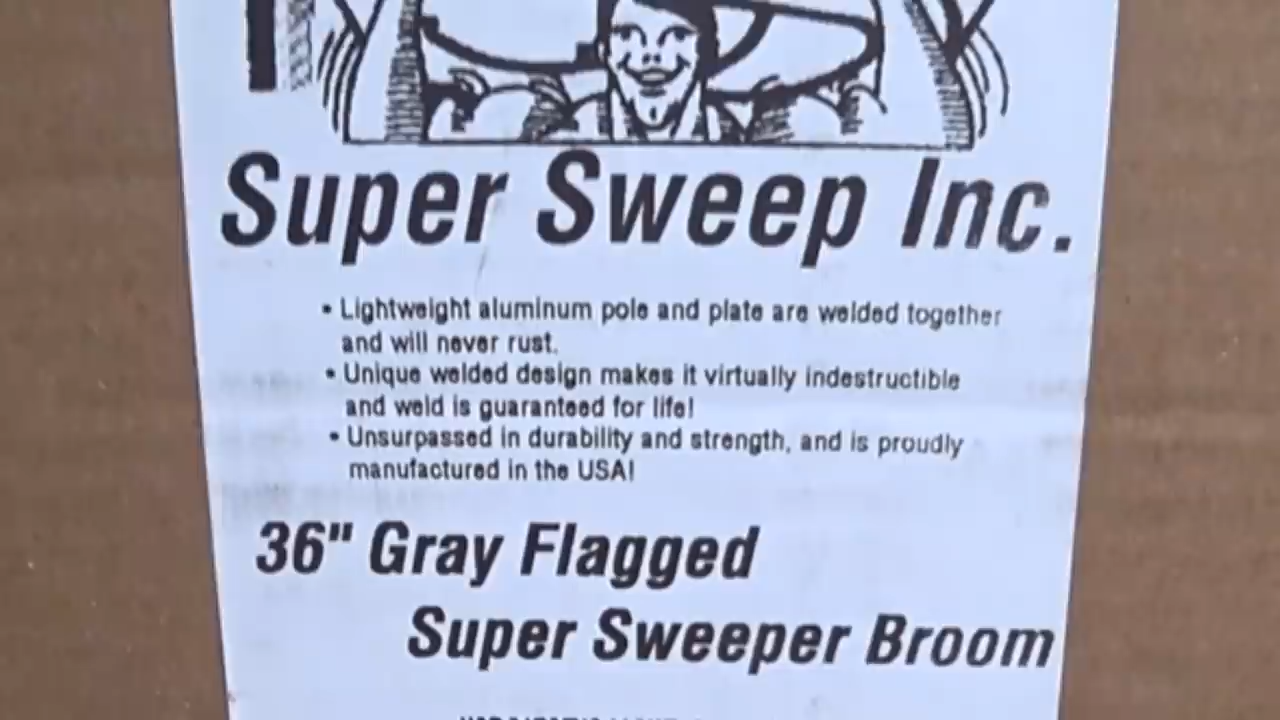 Super Sweep Inc.
• Lightweight aluminum pole and plate are welded together
and will never rust.
• Unique welded design makes it virtually indestructible
and weld is guaranteed for life!
• Unsurpassed in durability and strength, and is proudly
manufactured in the USA!
36" Gray Flagged
Super Sweeper Broom